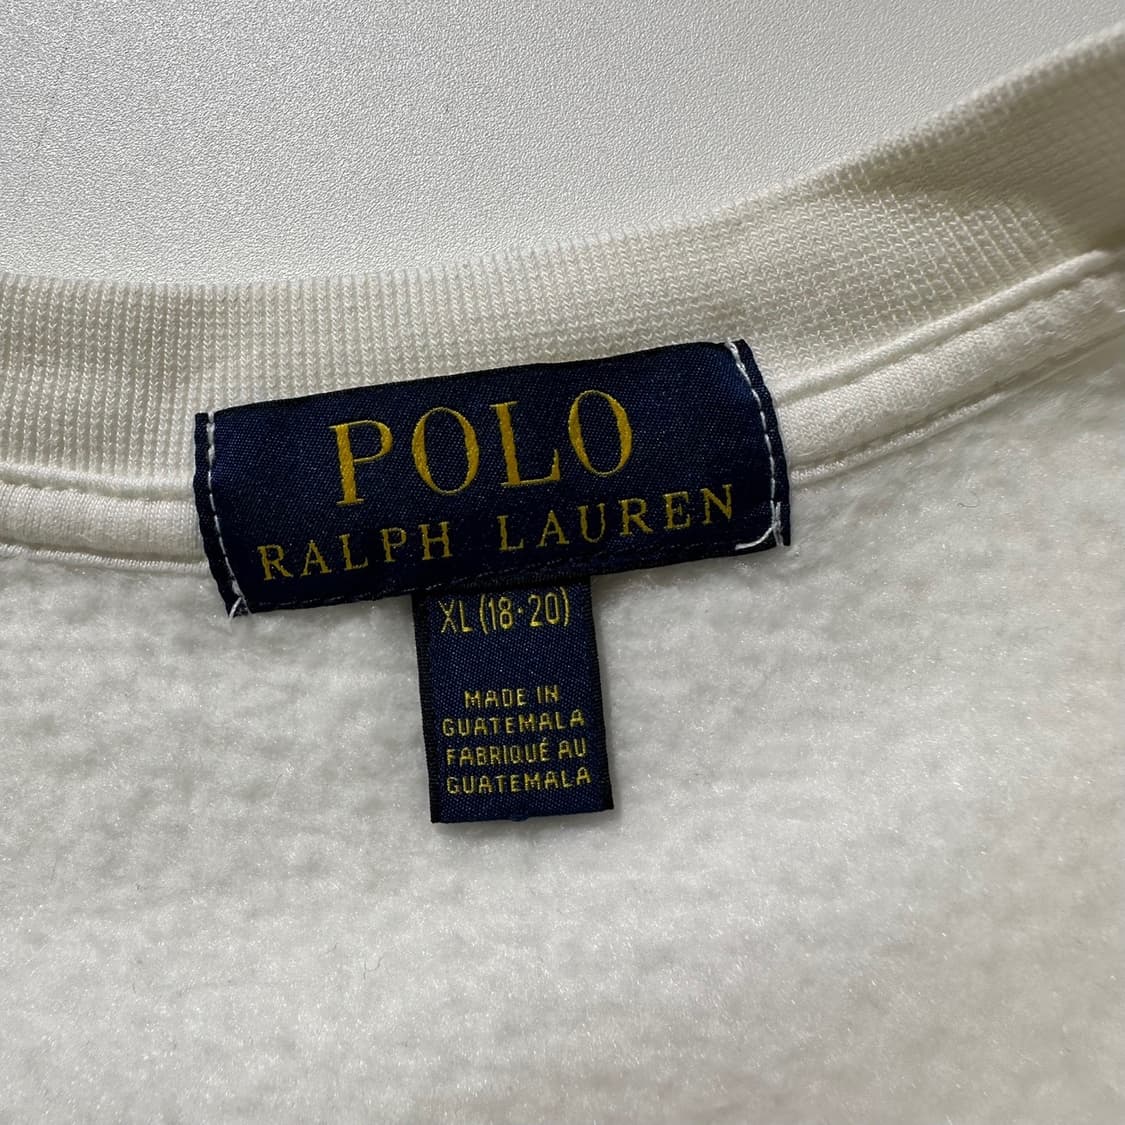 POLO
RALPH LAUREN
XL (18-20)
MADE IN
GUATEMALA
FABRIQUÉ AU
GUATEMALA